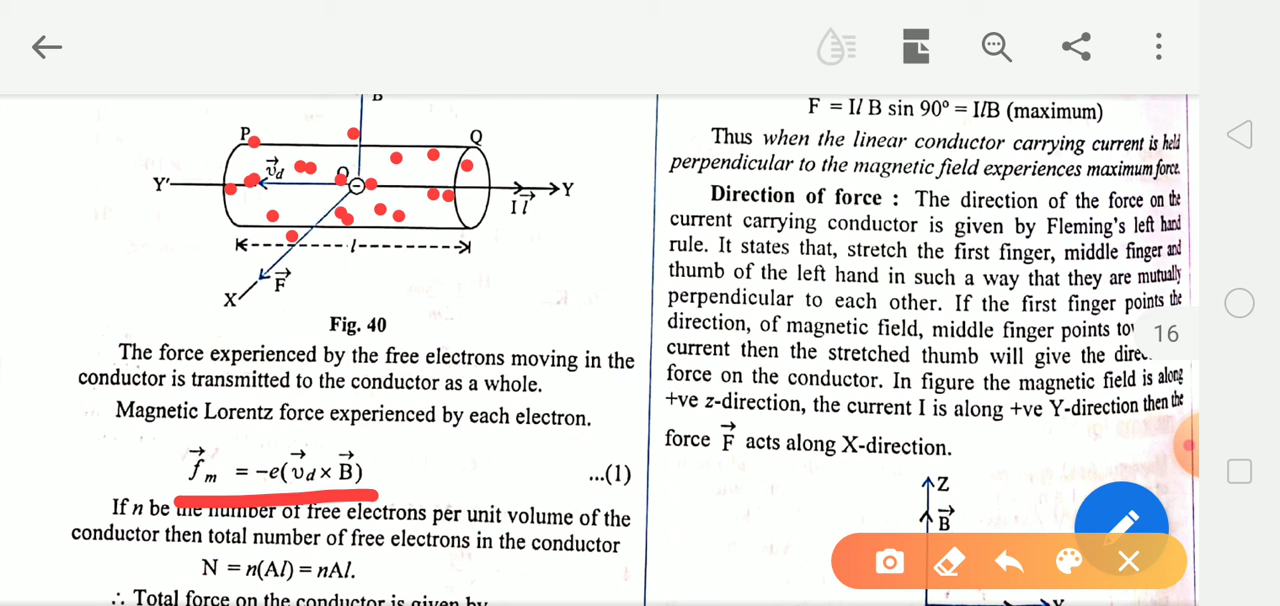 B
P
Q
v⃗d
O
Y'
Y
I l⃗
l
F⃗
X
Fig. 40
The force experienced by the free electrons moving in the
conductor is transmitted to the conductor as a whole.
Magnetic Lorentz force experienced by each electron.
f⃗m = –e(v⃗d × B⃗) ...(1)
If n be the number of free electrons per unit volume of the
conductor then total number of free electrons in the conductor
N = n(Al) = nAl.
∴ Total force on the conductor is given by
F = Il B sin 90° = IlB (maximum)
Thus when the linear conductor carrying current is held
perpendicular to the magnetic field experiences maximum force.
Direction of force : The direction of the force on the
current carrying conductor is given by Fleming's left hand
rule. It states that, stretch the first finger, middle finger and
thumb of the left hand in such a way that they are mutually
perpendicular to each other. If the first finger points the
direction, of magnetic field, middle finger points
current then the stretched thumb will give the
force on the conductor. In figure the magnetic field is along
+ve z-direction, the current I is along +ve Y-direction then the
force F⃗ acts along X-direction.
Z
B⃗
Y
16